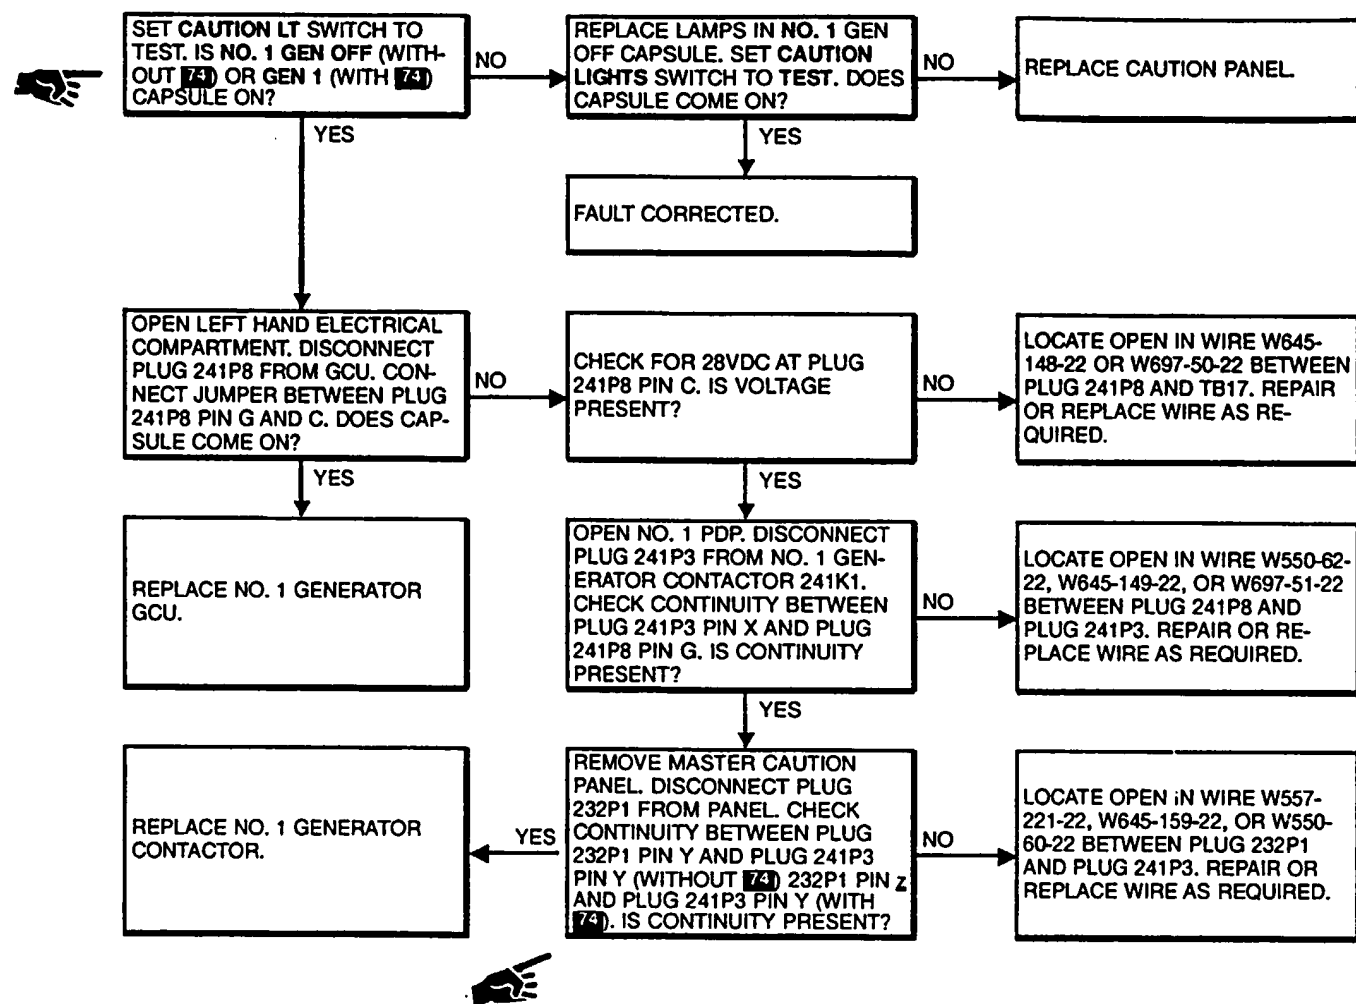 SET CAUTION LT SWITCH TO
TEST. IS NO. 1 GEN OFF (WITH-
OUT 74) OR GEN 1 (WITH 74)
CAPSULE ON?
NO
REPLACE LAMPS IN NO. 1 GEN
OFF CAPSULE. SET CAUTION
LIGHTS SWITCH TO TEST. DOES
CAPSULE COME ON?
NO
REPLACE CAUTION PANEL.
YES
YES
FAULT CORRECTED.
OPEN LEFT HAND ELECTRICAL
COMPARTMENT. DISCONNECT
PLUG 241P8 FROM GCU. CON-
NECT JUMPER BETWEEN PLUG
241P8 PIN G AND C. DOES CAP-
SULE COME ON?
NO
CHECK FOR 28VDC AT PLUG
241P8 PIN C. IS VOLTAGE
PRESENT?
NO
LOCATE OPEN IN WIRE W645-
148-22 OR W697-50-22 BETWEEN
PLUG 241P8 AND TB17. REPAIR
OR REPLACE WIRE AS RE-
QUIRED.
YES
YES
REPLACE NO. 1 GENERATOR
GCU.
OPEN NO. 1 PDP. DISCONNECT
PLUG 241P3 FROM NO. 1 GEN-
ERATOR CONTACTOR 241K1.
CHECK CONTINUITY BETWEEN
PLUG 241P3 PIN X AND PLUG
241P8 PIN G. IS CONTINUITY
PRESENT?
NO
LOCATE OPEN IN WIRE W550-62-
22, W645-149-22, OR W697-51-22
BETWEEN PLUG 241P8 AND
PLUG 241P3. REPAIR OR RE-
PLACE WIRE AS REQUIRED.
YES
REPLACE NO. 1 GENERATOR
CONTACTOR.
YES
REMOVE MASTER CAUTION
PANEL. DISCONNECT PLUG
232P1 FROM PANEL. CHECK
CONTINUITY BETWEEN PLUG
232P1 PIN Y AND PLUG 241P3
PIN Y (WITHOUT 74) 232P1 PIN z
AND PLUG 241P3 PIN Y (WITH
74). IS CONTINUITY PRESENT?
NO
LOCATE OPEN iN WIRE W557-
221-22, W645-159-22, OR W550-
60-22 BETWEEN PLUG 232P1
AND PLUG 241P3. REPAIR OR
REPLACE WIRE AS REQUIRED.